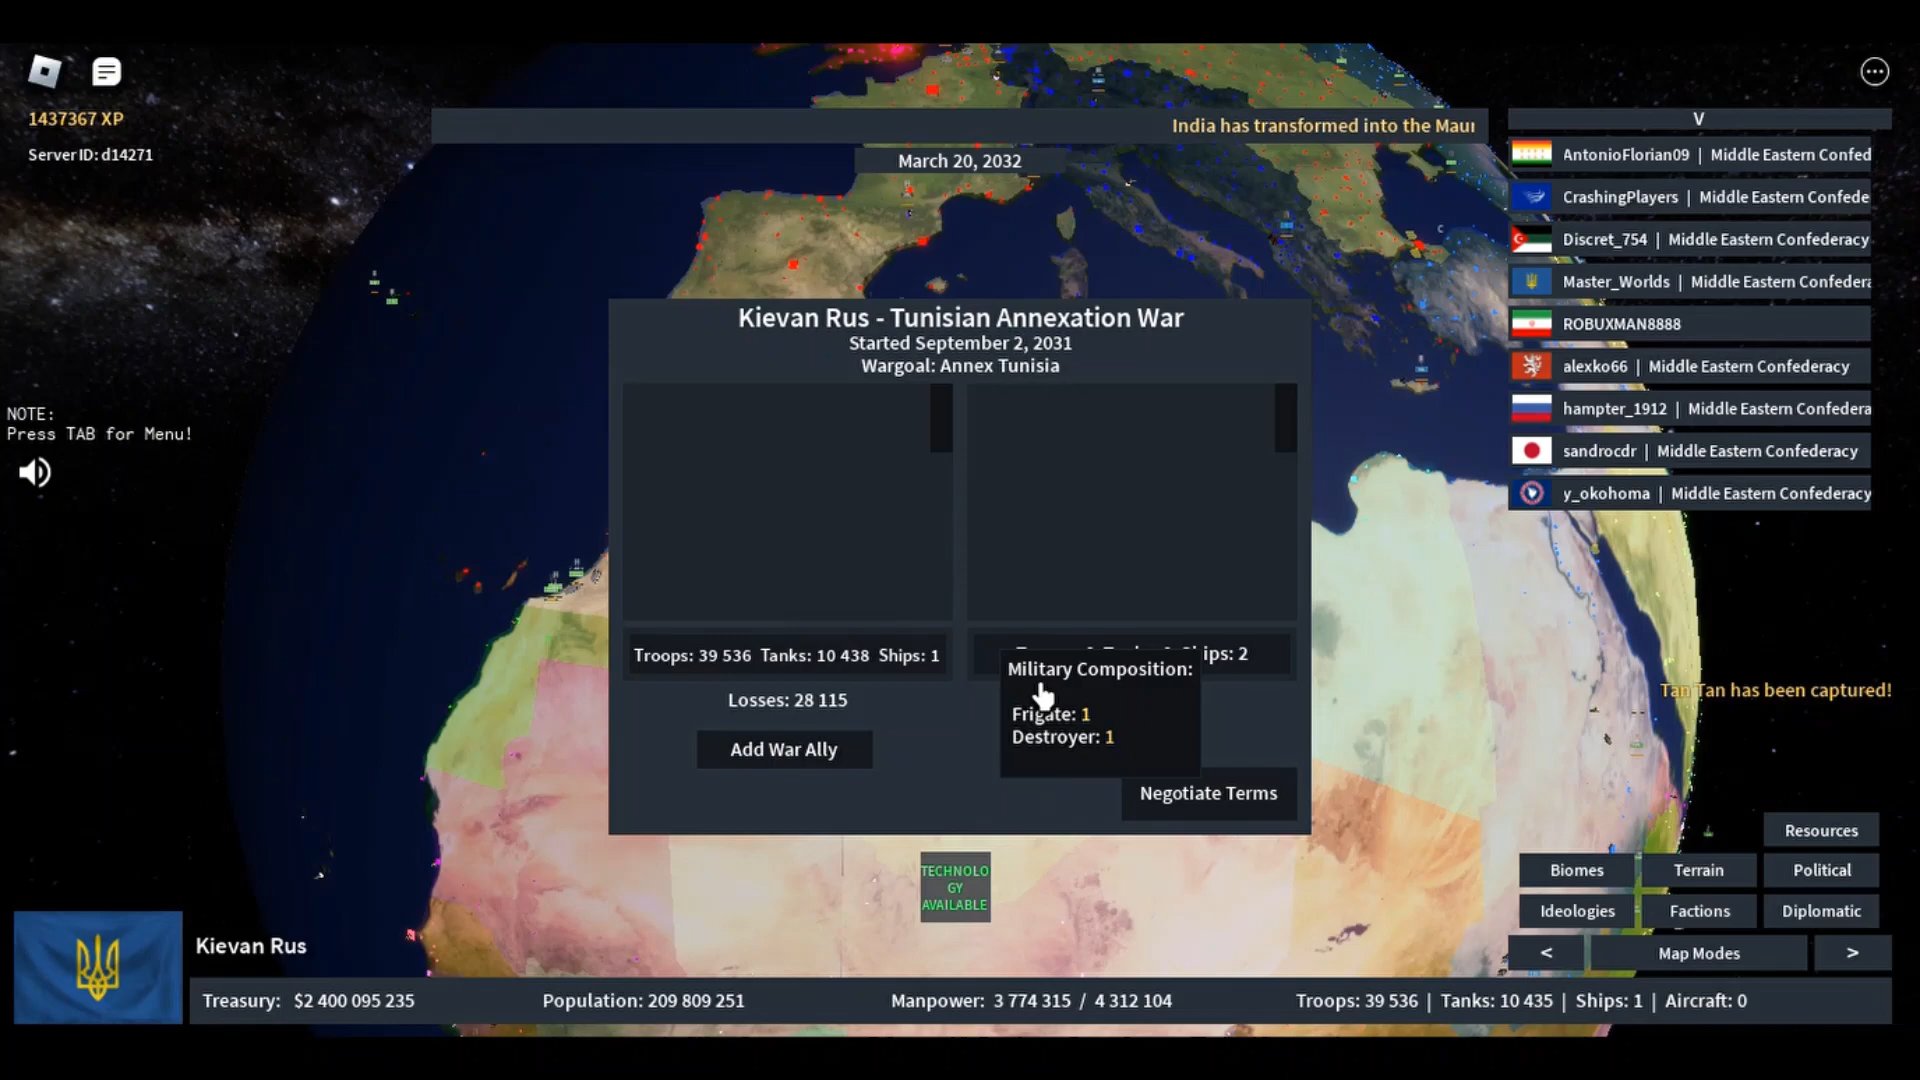 1437367 XP
Server ID: d14271
India has transformed into the Maur
March 20, 2032
V
AntonioFlorian09 | Middle Eastern Confed
CrashingPlayers | Middle Eastern Confede
Discret_754 | Middle Eastern Confederacy
Master_Worlds | Middle Eastern Confedera
ROBUXMAN8888
alexko66 | Middle Eastern Confederacy
hampter_1912 | Middle Eastern Confedera
sandrocdr | Middle Eastern Confederacy
y_okohoma | Middle Eastern Confederacy
NOTE:
Press TAB for Menu!
Kievan Rus - Tunisian Annexation War
Started September 2, 2031
Wargoal: Annex Tunisia
Troops: 39 536 Tanks: 10 438 Ships: 1
hips: 2
Losses: 28 115
Add War Ally
Military Composition:
Frigate: 1
Destroyer: 1
Negotiate Terms
Tan Tan has been captured!
TECHNOLO
GY
AVAILABLE
Resources
Biomes
Terrain
Political
Ideologies
Factions
Diplomatic
<
Map Modes
>
Kievan Rus
Treasury: $2 400 095 235
Population: 209 809 251
Manpower: 3 774 315 / 4 312 104
Troops: 39 536 | Tanks: 10 435 | Ships: 1 | Aircraft: 0